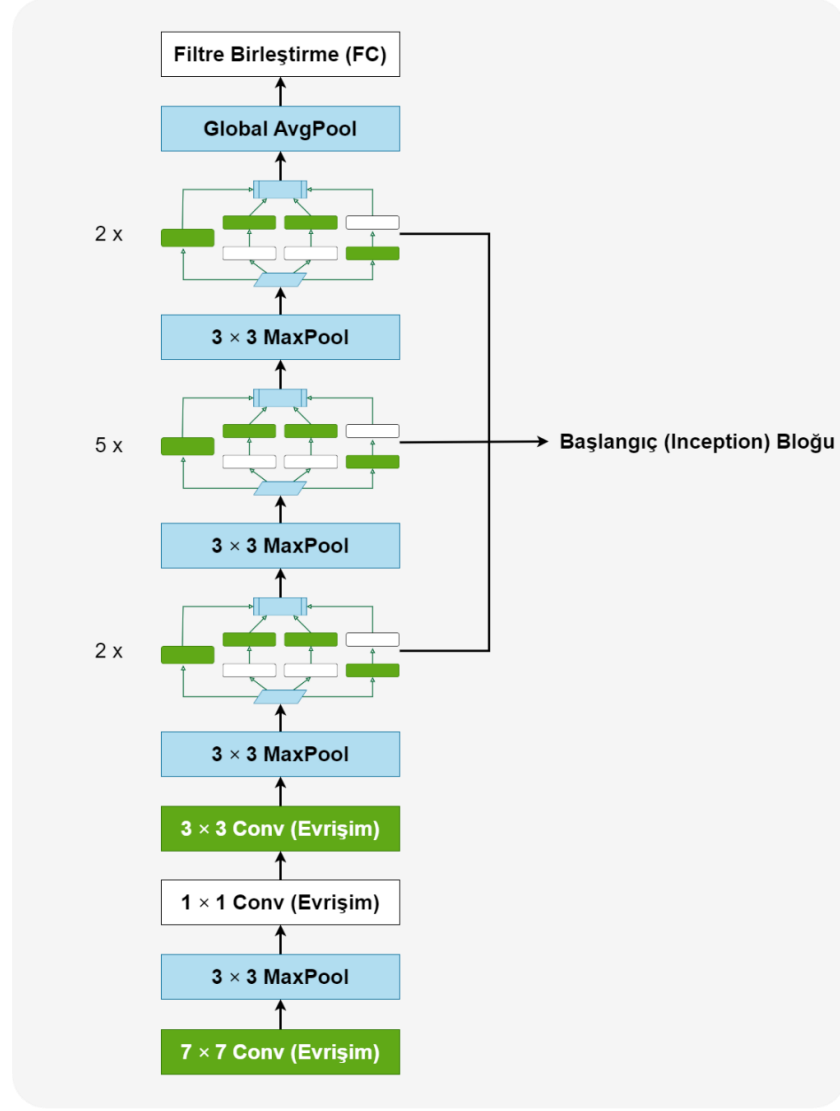 Filtre Birleştirme (FC)
Global AvgPool
2 x
3 × 3 MaxPool
5 x
Başlangıç (Inception) Bloğu
3 × 3 MaxPool
2 x
3 × 3 MaxPool
3 × 3 Conv (Evrişim)
1 × 1 Conv (Evrişim)
3 × 3 MaxPool
7 × 7 Conv (Evrişim)